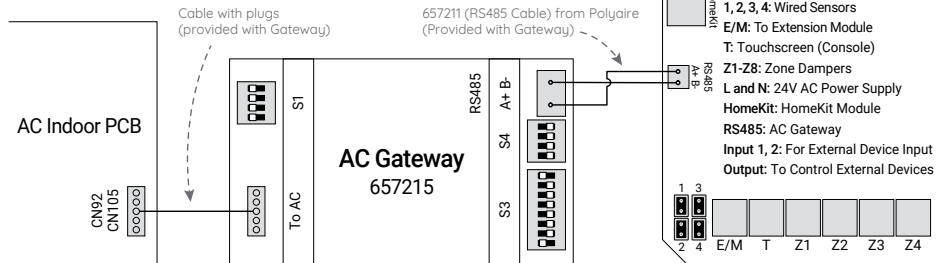 Cable with plugs
(provided with Gateway)
657211 (RS485 Cable) from Polyaire
(Provided with Gateway)
AC Indoor PCB
CN92
CN105
S1
To AC
AC Gateway
657215
RS485
A+ B-
S4
S3
meKit
A+ B-
RS485
1, 2, 3, 4: Wired Sensors
E/M: To Extension Module
T: Touchscreen (Console)
Z1-Z8: Zone Dampers
L and N: 24V AC Power Supply
HomeKit: HomeKit Module
RS485: AC Gateway
Input 1, 2: For External Device Input
Output: To Control External Devices
1 3
2 4
E/M T Z1 Z2 Z3 Z4